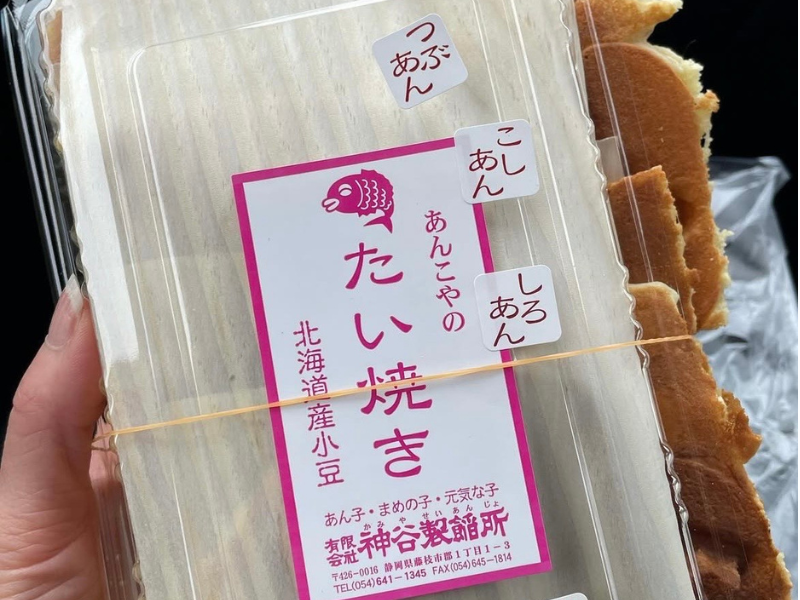 つぶ
あん
こし
あん
しろ
あん
あんこやの
たい焼き
北海道産小豆
あん子・まめの子・元気な子
かみやせいあんじょ
有限会社 神谷製餡所
〒426-0016 静岡県藤枝市郡1丁目1-3
TEL(054)641-1345 FAX(054)645-1814